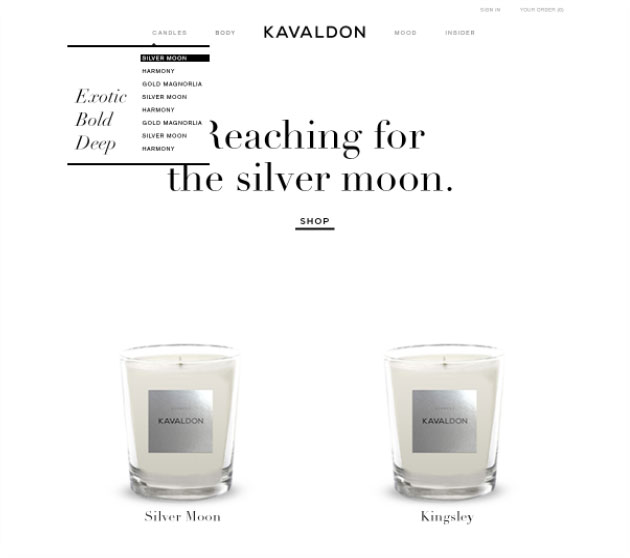 SIGN IN YOUR ORDER (0)
CANDLES BODY KAVALDON MOOD INSIDER
SILVER MOON
HARMONY
GOLD MAGNORLIA
SILVER MOON
HARMONY
GOLD MAGNORLIA
SILVER MOON
HARMONY
Exotic
Bold
Deep
Reaching for
the silver moon.
SHOP
KAVALDON
KAVALDON
Silver Moon
Kingsley